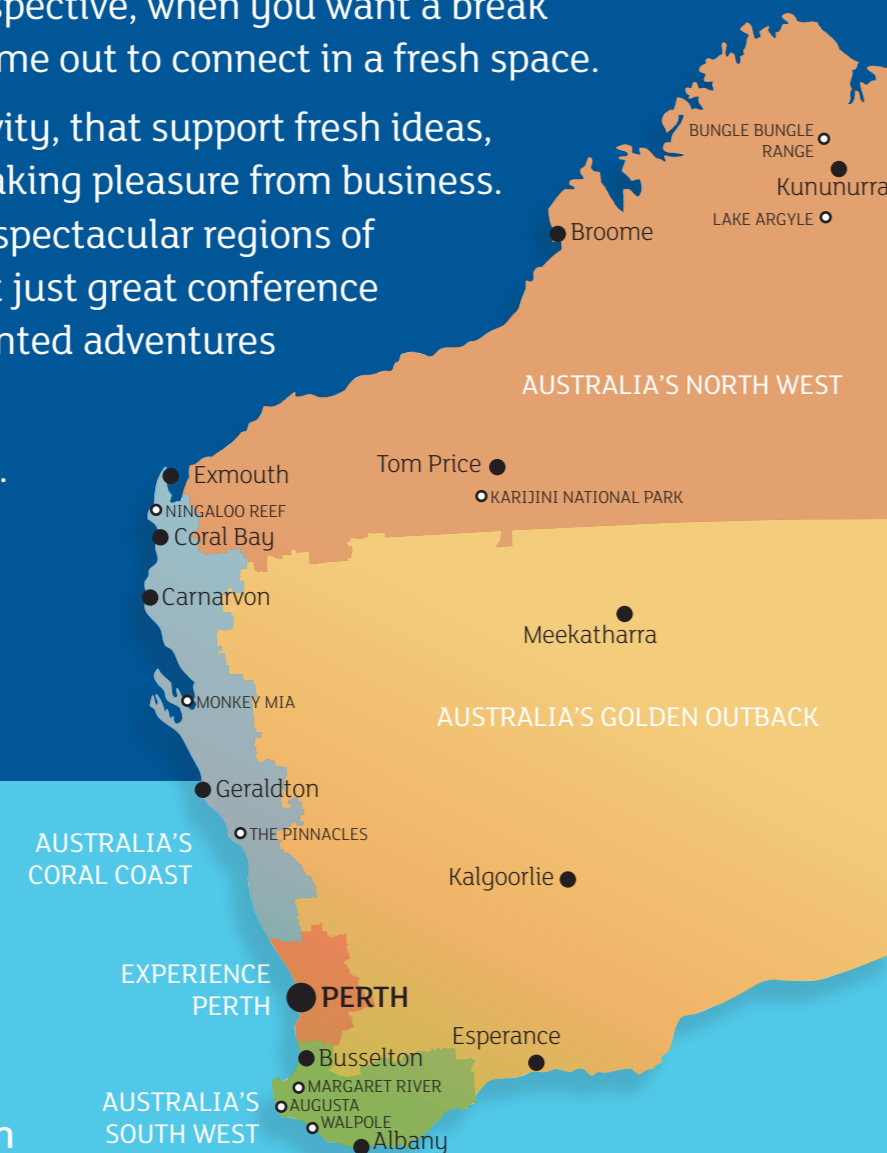 spective, when you want a break
me out to connect in a fresh space.
vity, that support fresh ideas,
aking pleasure from business.
spectacular regions of
t just great conference
nted adventures
.
BUNGLE BUNGLE
RANGE
Kununurra
LAKE ARGYLE
Broome
AUSTRALIA'S NORTH WEST
Tom Price
KARIJINI NATIONAL PARK
Exmouth
NINGALOO REEF
Coral Bay
Carnarvon
Meekatharra
MONKEY MIA
AUSTRALIA'S GOLDEN OUTBACK
Geraldton
THE PINNACLES
AUSTRALIA'S
CORAL COAST
Kalgoorlie
EXPERIENCE
PERTH
PERTH
Esperance
Busselton
MARGARET RIVER
AUGUSTA
WALPOLE
AUSTRALIA'S
SOUTH WEST
Albany
n